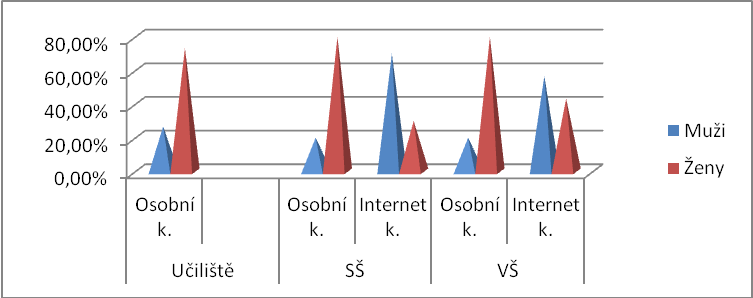 80,00%
60,00%
40,00%
20,00%
0,00%
Osobní k.
Osobní k.
Internet k.
Osobní k.
Internet k.
Učiliště
SŠ
VŠ
Muži
Ženy